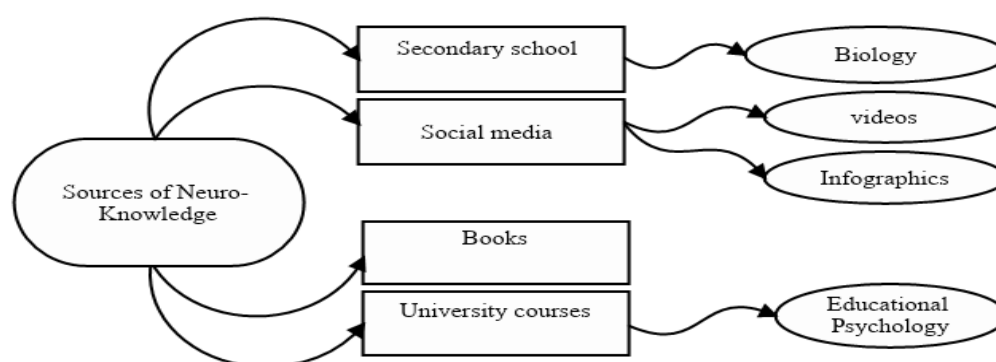 Secondary school
Biology
Social media
videos
Infographics
Sources of Neuro-
Knowledge
Books
University courses
Educational
Psychology